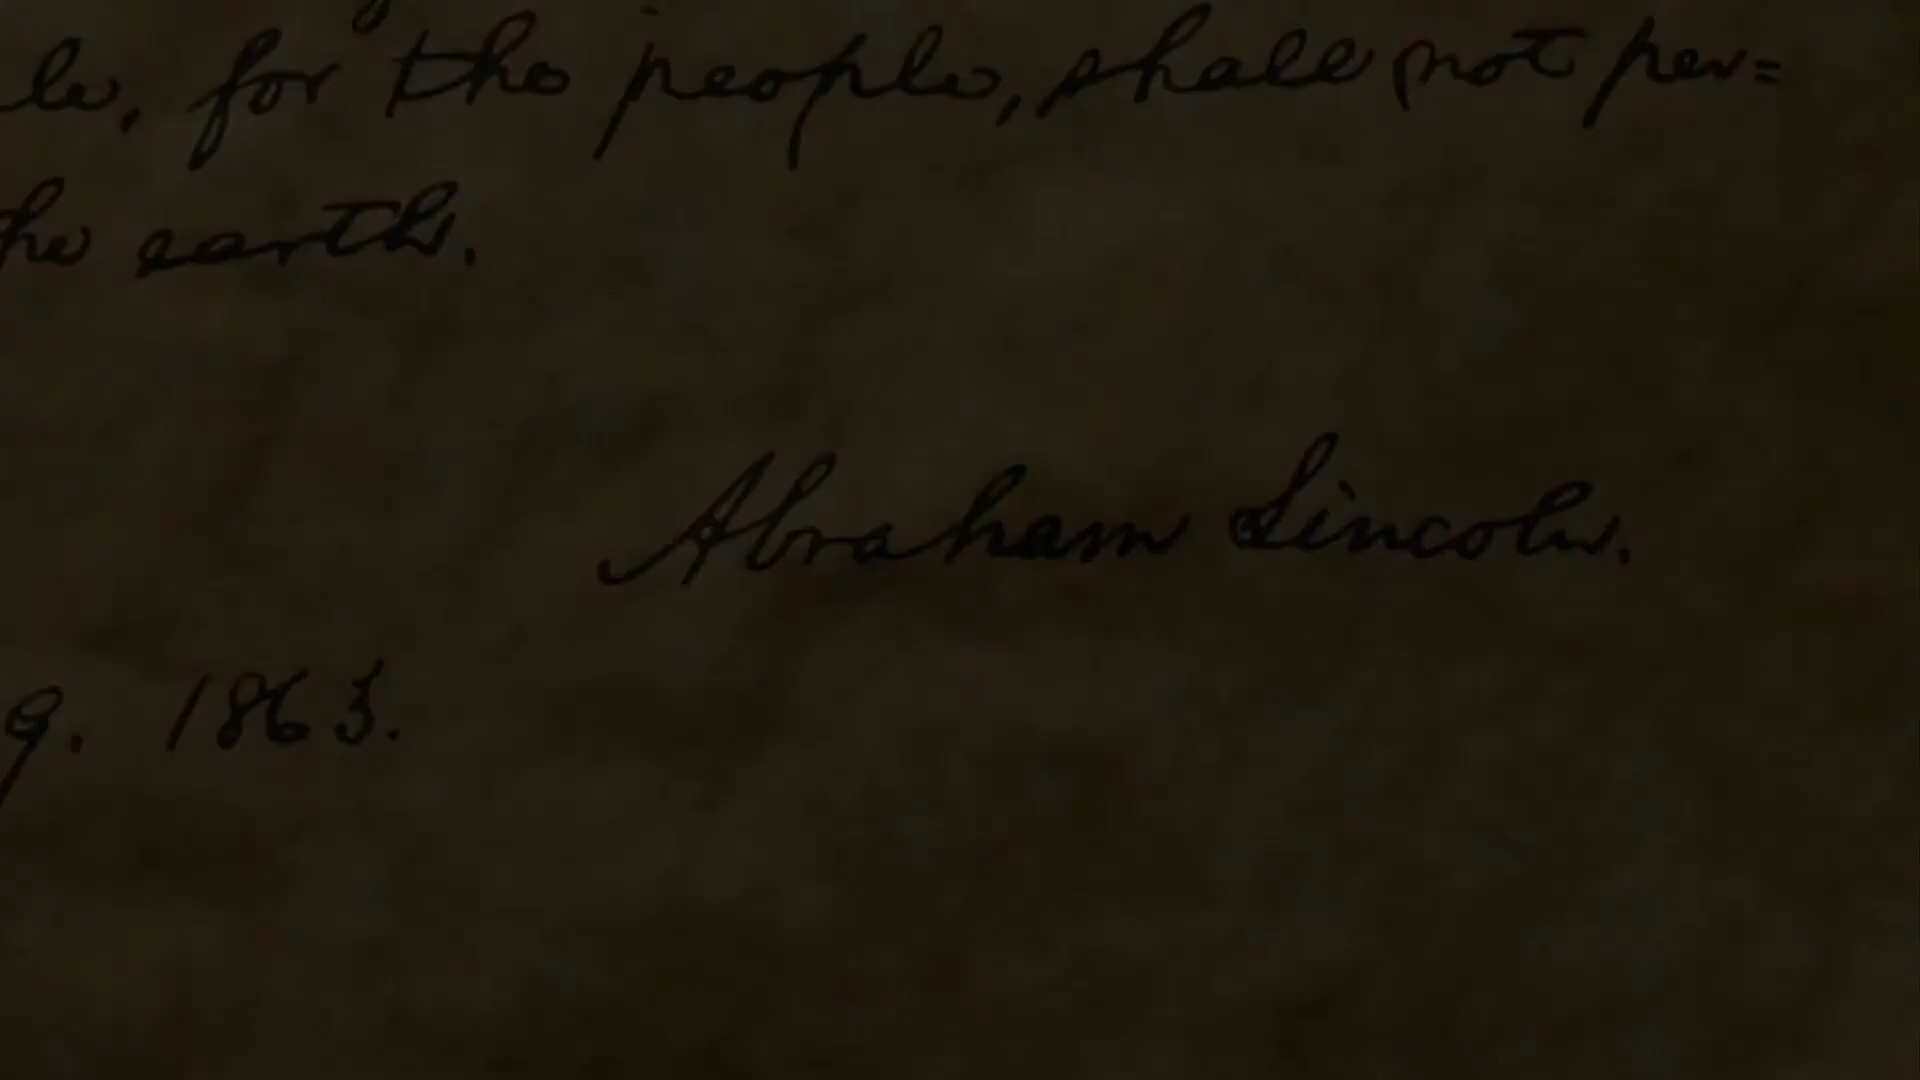 le, for the people, shall not per=
he earth.
Abraham Lincoln.
9. 1863.